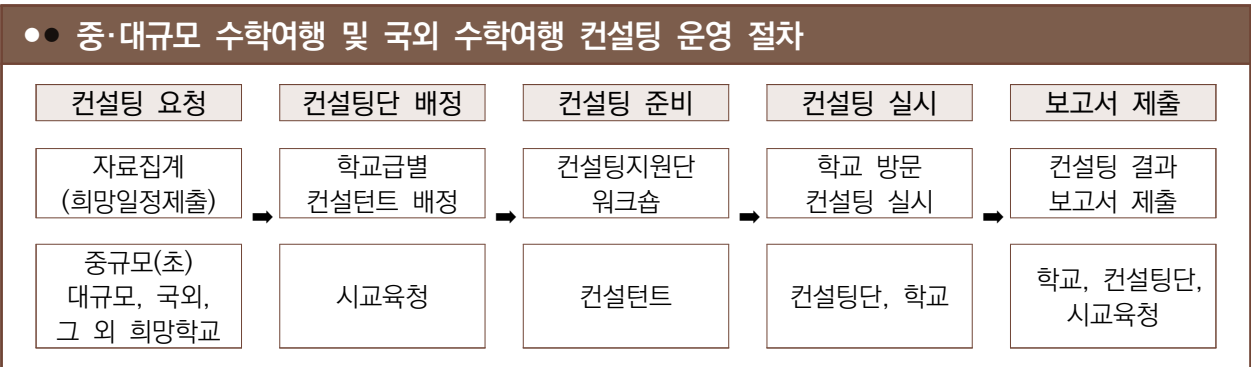 ●● 중·대규모 수학여행 및 국외 수학여행 컨설팅 운영 절차
컨설팅 요청
컨설팅단 배정
컨설팅 준비
컨설팅 실시
보고서 제출
자료집계
(희망일정제출)
➡
학교급별
컨설턴트 배정
➡
컨설팅지원단
워크숍
➡
학교 방문
컨설팅 실시
➡
컨설팅 결과
보고서 제출
중규모(초)
대규모, 국외,
그 외 희망학교
시교육청
컨설턴트
컨설팅단, 학교
학교, 컨설팅단,
시교육청